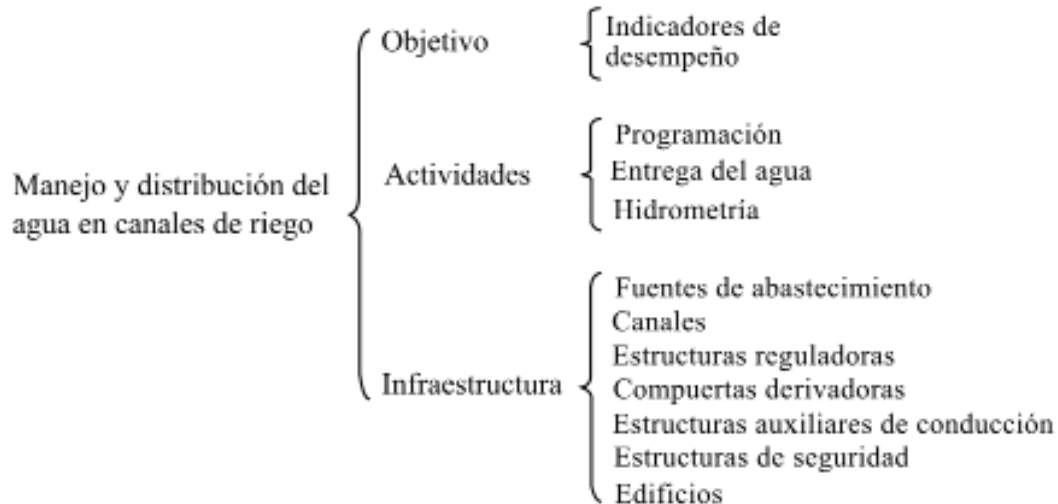 Manejo y distribución del
agua en canales de riego
Objetivo
Indicadores de
desempeño
Actividades
Programación
Entrega del agua
Hidrometría
Infraestructura
Fuentes de abastecimiento
Canales
Estructuras reguladoras
Compuertas derivadoras
Estructuras auxiliares de conducción
Estructuras de seguridad
Edificios